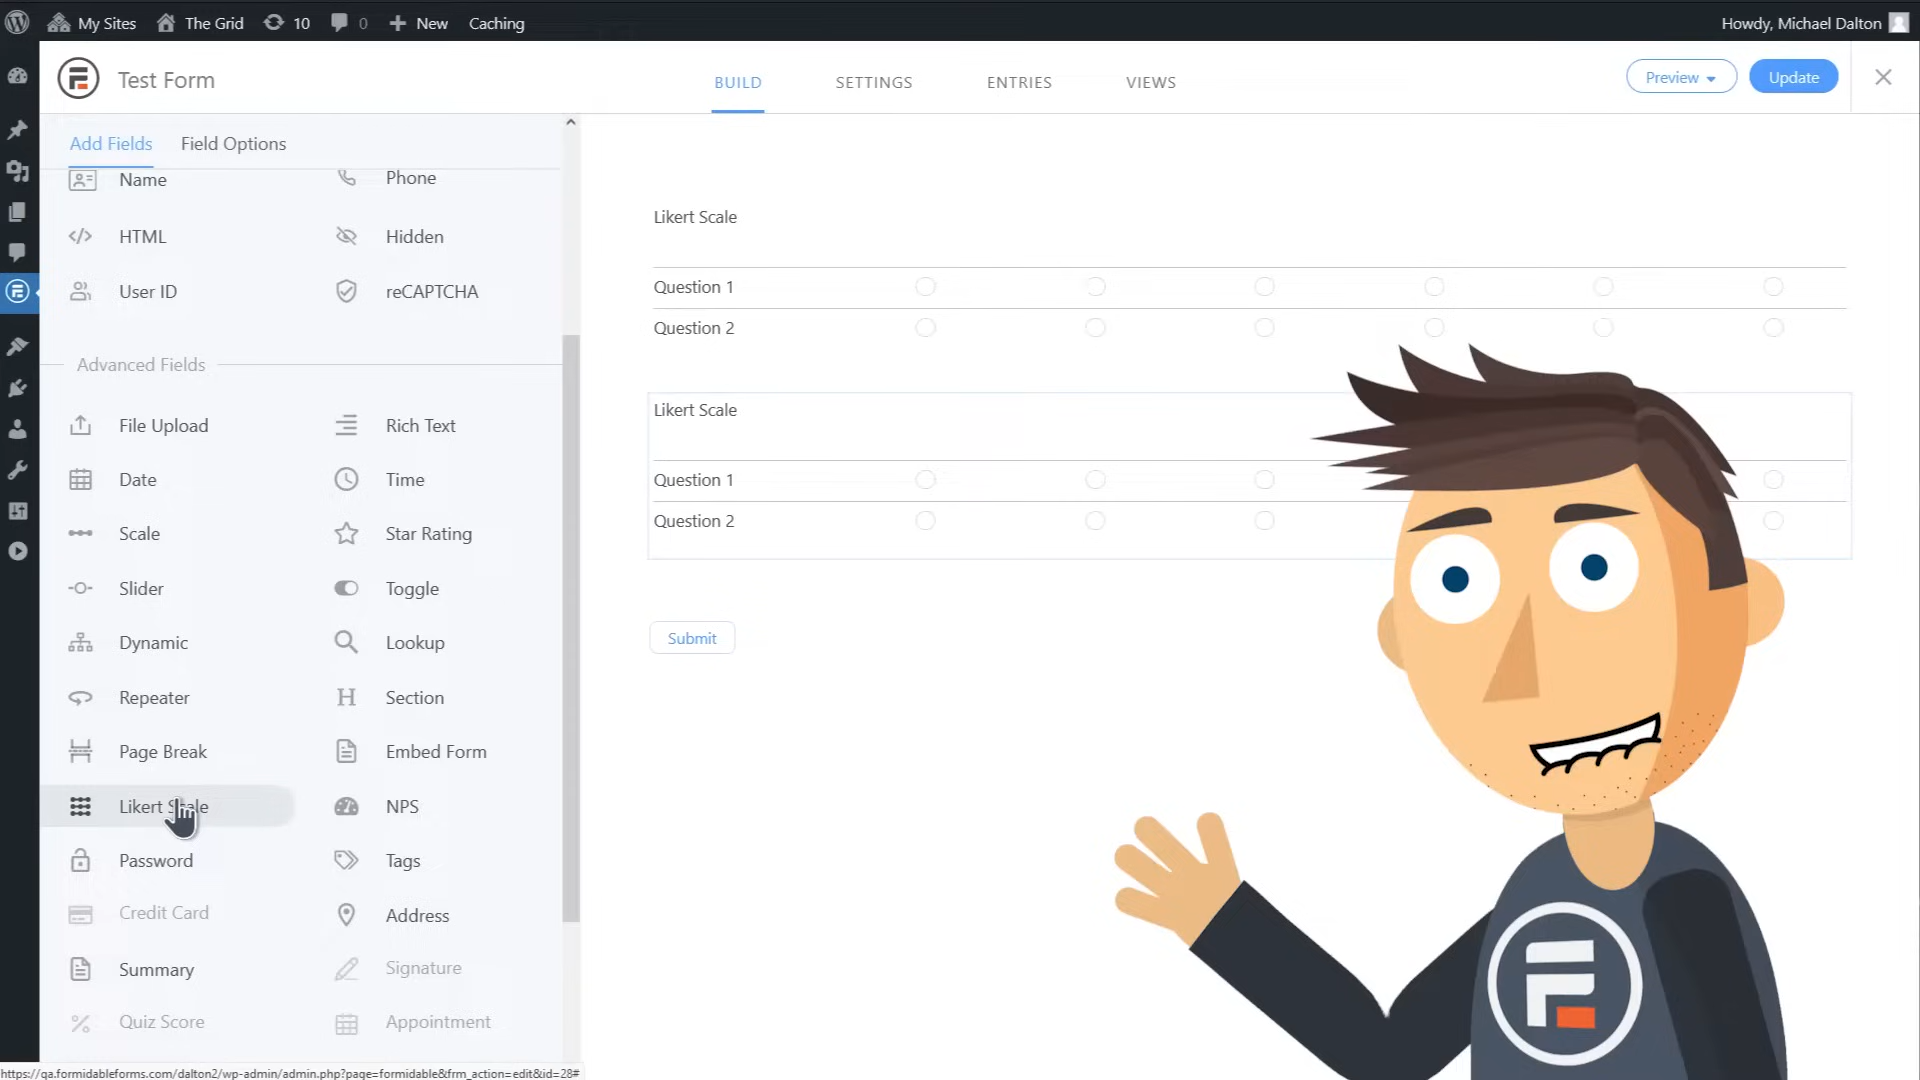 My Sites
The Grid
10
0
New
Caching
Howdy, Michael Dalton
Test Form
BUILD
SETTINGS
ENTRIES
VIEWS
Preview
Update
Add Fields
Field Options
Name
Phone
HTML
Hidden
User ID
reCAPTCHA
Advanced Fields
File Upload
Rich Text
Date
Time
Scale
Star Rating
Slider
Toggle
Dynamic
Lookup
Repeater
Section
Page Break
Embed Form
Likert Scale
NPS
Password
Tags
Credit Card
Address
Summary
Signature
Quiz Score
Appointment
Likert Scale
Question 1
Question 2
Likert Scale
Question 1
Question 2
Submit
https://qa.formidableforms.com/dalton2/wp-admin/admin.php?page=formidable&frm_action=edit&id=28#